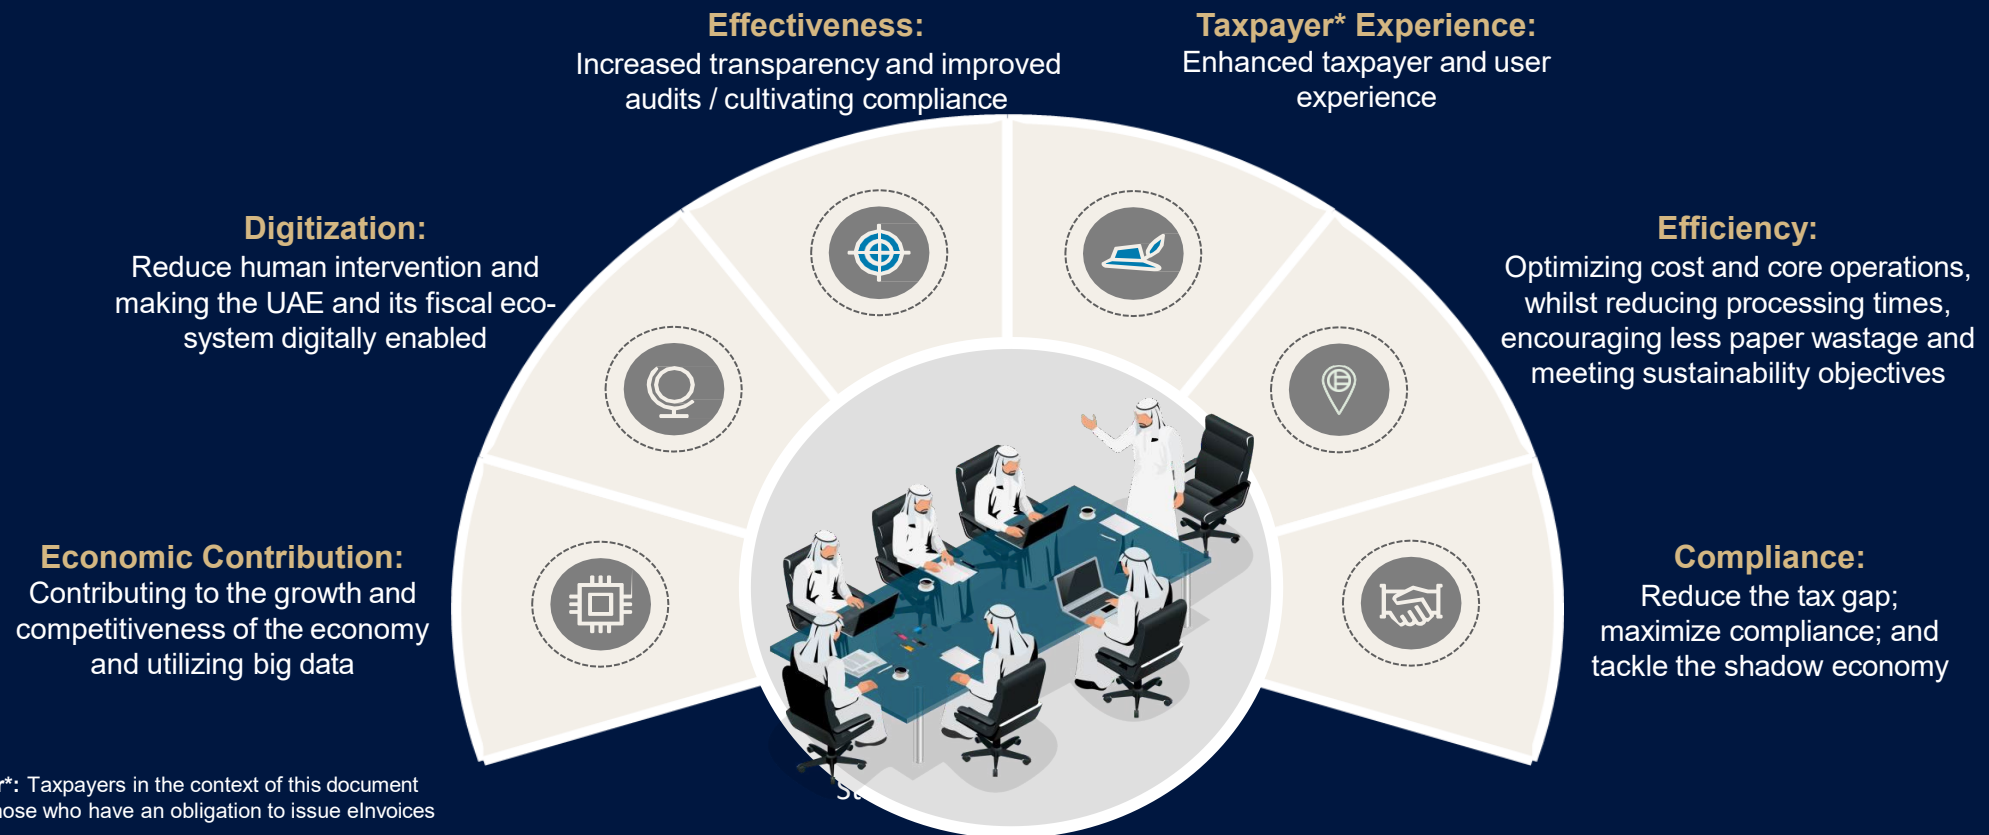 Effectiveness:
Increased transparency and improved
audits / cultivating compliance
Taxpayer* Experience:
Enhanced taxpayer and user
experience
Digitization:
Reduce human intervention and
making the UAE and its fiscal eco-
system digitally enabled
Efficiency:
Optimizing cost and core operations,
whilst reducing processing times,
encouraging less paper wastage and
meeting sustainability objectives
Economic Contribution:
Contributing to the growth and
competitiveness of the economy
and utilizing big data
Compliance:
Reduce the tax gap;
maximize compliance; and
tackle the shadow economy
Taxpayers in the context of this document
who have an obligation to issue eInvoices